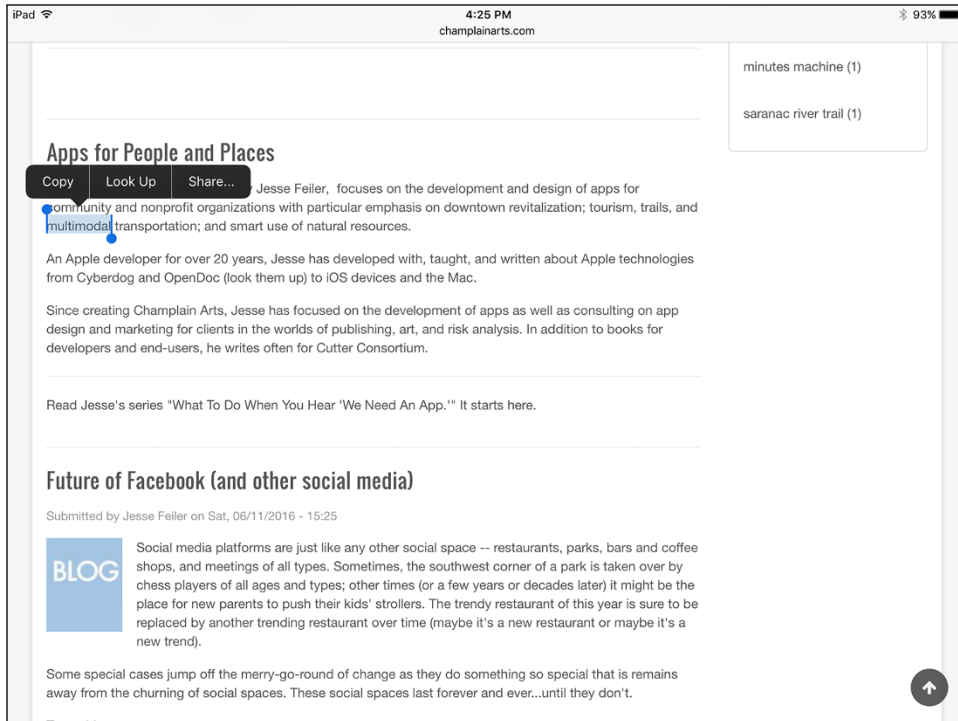 iPad 4:25 PM 93%
champlainarts.com
minutes machine (1)
saranac river trail (1)
Apps for People and Places
Copy Look Up Share...
Jesse Feiler, focuses on the development and design of apps for
community and nonprofit organizations with particular emphasis on downtown revitalization; tourism, trails, and
multimodal transportation; and smart use of natural resources.
An Apple developer for over 20 years, Jesse has developed with, taught, and written about Apple technologies
from Cyberdog and OpenDoc (look them up) to iOS devices and the Mac.
Since creating Champlain Arts, Jesse has focused on the development of apps as well as consulting on app
design and marketing for clients in the worlds of publishing, art, and risk analysis. In addition to books for
developers and end-users, he writes often for Cutter Consortium.
Read Jesse's series "What To Do When You Hear 'We Need An App.'" It starts here.
Future of Facebook (and other social media)
Submitted by Jesse Feiler on Sat, 06/11/2016 - 15:25
BLOG
Social media platforms are just like any other social space -- restaurants, parks, bars and coffee
shops, and meetings of all types. Sometimes, the southwest corner of a park is taken over by
chess players of all ages and types; other times (or a few years or decades later) it might be the
place for new parents to push their kids' strollers. The trendy restaurant of this year is sure to be
replaced by another trending restaurant over time (maybe it's a new restaurant or maybe it's a
new trend).
Some special cases jump off the merry-go-round of change as they do something so special that is remains
away from the churning of social spaces. These social spaces last forever and ever...until they don't.